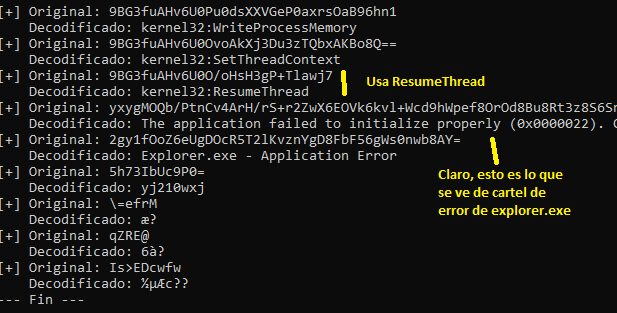 [+] Original: 9BG3fuAHv6U0Pu0dsXXVGeP0axrsOaB96hn1
Decodificado: kernel32:WriteProcessMemory
[+] Original: 9BG3fuAHv6U0OvoAkXj3Du3zTQbxAKBo8Q==
Decodificado: kernel32:SetThreadContext
[+] Original: 9BG3fuAHv6U0O/oHsH3gP+Tlawj7
Decodificado: kernel32:ResumeThread
Usa ResumeThread
[+] Original: yxygMOQb/PtnCv4ArH/rS+r2ZwX6EOVk6kvl+Wcd9hWpef8OrOd8Bu8Rt3z8S6Sn
Decodificado: The application failed to initialize properly (0x0000022). C
[+] Original: 2gy1fOoZ6eUgDOcR5T2lKvznYgD8FbF56gWs0nwb8AY=
Decodificado: Explorer.exe - Application Error
Claro, esto es lo que
se ve de cartel de
error de explorer.exe
[+] Original: 5h73IbUc9P0=
Decodificado: yj210wxj
[+] Original: \=efrM
Decodificado: æ?
[+] Original: qZRE@
Decodificado: 6à?
[+] Original: Is>EDcwfw
Decodificado: ¼µÆc??
--- Fin ---